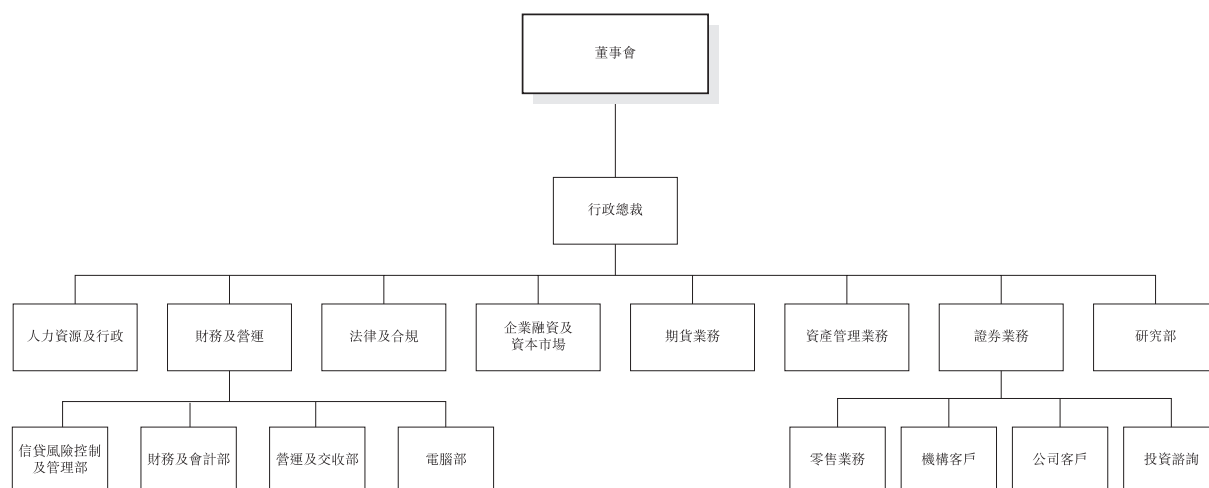 董事會
行政總裁
人力資源及行政
財務及營運
法律及合規
企業融資及
資本市場
期貨業務
資產管理業務
證券業務
研究部
信貸風險控制
及管理部
財務及會計部
營運及交收部
電腦部
零售業務
機構客戶
公司客戶
投資諮詢